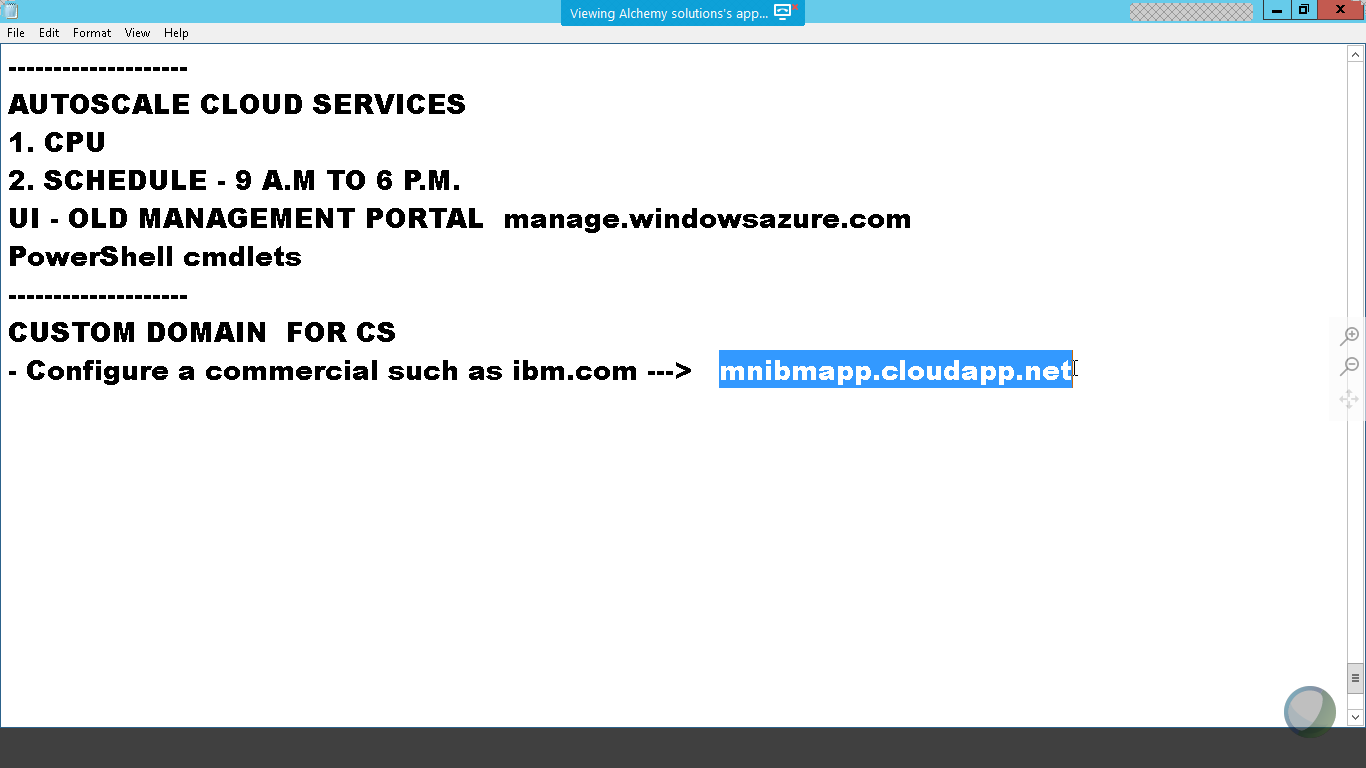 Viewing Alchemy solutions's app...
File Edit Format View Help
--------------------
AUTOSCALE CLOUD SERVICES
1. CPU
2. SCHEDULE - 9 A.M TO 6 P.M.
UI - OLD MANAGEMENT PORTAL  manage.windowsazure.com
PowerShell cmdlets
--------------------
CUSTOM DOMAIN  FOR CS
- Configure a commercial such as ibm.com --->   mnibmapp.cloudapp.net